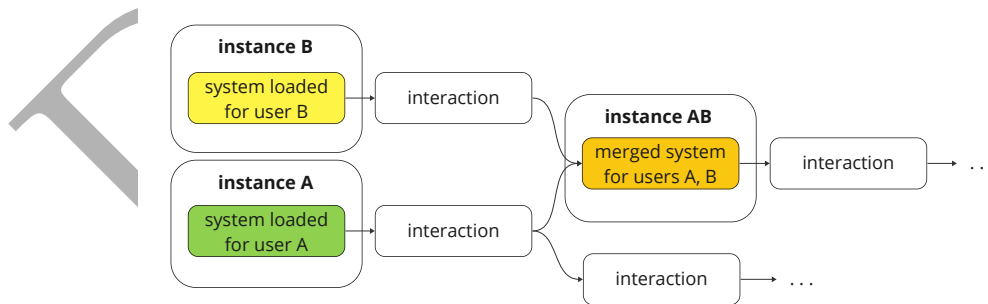 instance B
system loaded
for user B
interaction
instance AB
merged system
for users A, B
interaction
. .
instance A
system loaded
for user A
interaction
interaction
. . .